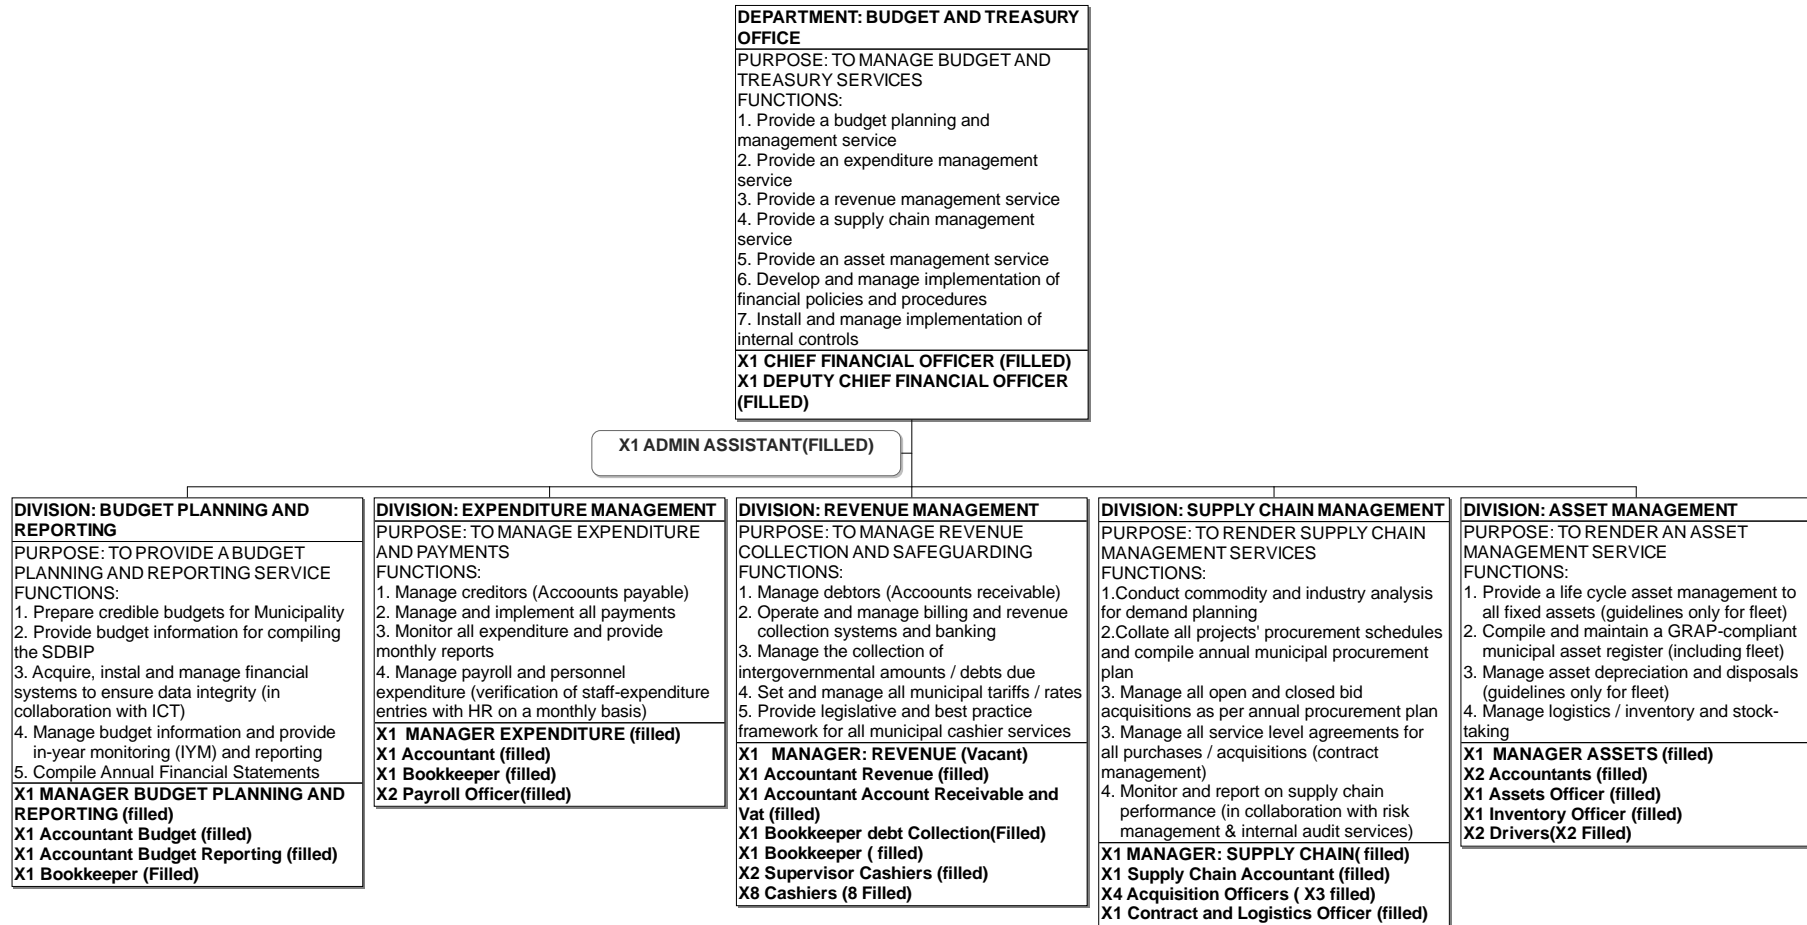 DEPARTMENT: BUDGET AND TREASURY
OFFICE
PURPOSE: TO MANAGE BUDGET AND
TREASURY SERVICES
FUNCTIONS:
1. Provide a budget planning and
management service
2. Provide an expenditure management
service
3. Provide a revenue management service
4. Provide a supply chain management
service
5. Provide an asset management service
6. Develop and manage implementation of
financial policies and procedures
7. Install and manage implementation of
internal controls
X1 CHIEF FINANCIAL OFFICER (FILLED)
X1 DEPUTY CHIEF FINANCIAL OFFICER
(FILLED)
X1 ADMIN ASSISTANT(FILLED)
DIVISION: BUDGET PLANNING AND
REPORTING
PURPOSE: TO PROVIDE A BUDGET
PLANNING AND REPORTING SERVICE
FUNCTIONS:
1. Prepare credible budgets for Municipality
2. Provide budget information for compiling
the SDBIP
3. Acquire, instal and manage financial
systems to ensure data integrity (in
collaboration with ICT)
4. Manage budget information and provide
in-year monitoring (IYM) and reporting
5. Compile Annual Financial Statements
X1 MANAGER BUDGET PLANNING AND
REPORTING (filled)
X1 Accountant Budget (filled)
X1 Accountant Budget Reporting (filled)
X1 Bookkeeper (Filled)
DIVISION: EXPENDITURE MANAGEMENT
PURPOSE: TO MANAGE EXPENDITURE
AND PAYMENTS
FUNCTIONS:
1. Manage creditors (Accoounts payable)
2. Manage and implement all payments
3. Monitor all expenditure and provide
monthly reports
4. Manage payroll and personnel
expenditure (verification of staff-expenditure
entries with HR on a monthly basis)
X1 MANAGER EXPENDITURE (filled)
X1 Accountant (filled)
X1 Bookkeeper (filled)
X2 Payroll Officer(filled)
DIVISION: REVENUE MANAGEMENT
PURPOSE: TO MANAGE REVENUE
COLLECTION AND SAFEGUARDING
FUNCTIONS:
1. Manage debtors (Accounts receivable)
2. Operate and manage billing and revenue
collection systems and banking
3. Manage the collection of
intergovernmental amounts / debts due
4. Set and manage all municipal tariffs / rates
5. Provide legislative and best practice
framework for all municipal cashier services
X1 MANAGER: REVENUE (Vacant)
X1 Accountant Revenue (filled)
X1 Accountant Account Receivable and
Vat (filled)
X1 Bookkeeper debt Collection(Filled)
X1 Bookkeeper ( filled)
X2 Supervisor Cashiers (filled)
X8 Cashiers (8 Filled)
DIVISION: SUPPLY CHAIN MANAGEMENT
PURPOSE: TO RENDER SUPPLY CHAIN
MANAGEMENT SERVICES
FUNCTIONS:
1.Conduct commodity and industry analysis
for demand planning
2.Collate all projects' procurement schedules
and compile annual municipal procurement
plan
3. Manage all open and closed bid
acquisitions as per annual procurement plan
3. Manage all service level agreements for
all purchases / acquisitions (contract
management)
4. Monitor and report on supply chain
performance (in collaboration with risk
management & internal audit services)
X1 MANAGER: SUPPLY CHAIN( filled)
X1 Supply Chain Accountant (filled)
X4 Acquisition Officers ( X3 filled)
X1 Contract and Logistics Officer (filled)
DIVISION: ASSET MANAGEMENT
PURPOSE: TO RENDER AN ASSET
MANAGEMENT SERVICE
FUNCTIONS:
1. Provide a life cycle asset management to
all fixed assets (guidelines only for fleet)
2. Compile and maintain a GRAP-compliant
municipal asset register (including fleet)
3. Manage asset depreciation and disposals
(guidelines only for fleet)
4. Manage logistics / inventory and stock-
taking
X1 MANAGER ASSETS (filled)
X2 Accountants (filled)
X1 Assets Officer (filled)
X1 Inventory Officer (filled)
X2 Drivers(X2 Filled)